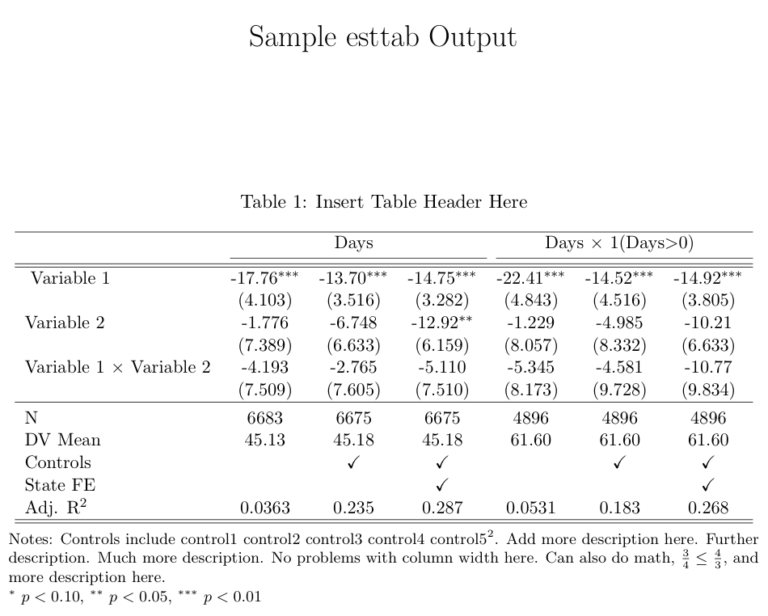 Sample esttab Output
Table 1: Insert Table Header Here
Days Days × 1(Days>0)
Variable 1 -17.76*** -13.70*** -14.75*** -22.41*** -14.52*** -14.92***
(4.103) (3.516) (3.282) (4.843) (4.516) (3.805)
Variable 2 -1.776 -6.748 -12.92** -1.229 -4.985 -10.21
(7.389) (6.633) (6.159) (8.057) (8.332) (6.633)
Variable 1 × Variable 2 -4.193 -2.765 -5.110 -5.345 -4.581 -10.77
(7.509) (7.605) (7.510) (8.173) (9.728) (9.834)
N 6683 6675 6675 4896 4896 4896
DV Mean 45.13 45.18 45.18 61.60 61.60 61.60
Controls ✓ ✓ ✓ ✓
State FE ✓ ✓
Adj. R² 0.0363 0.235 0.287 0.0531 0.183 0.268
Notes: Controls include control1 control2 control3 control4 control5². Add more description here. Further
description. Much more description. No problems with column width here. Can also do math, 3/4 ≤ 4/3, and
more description here.
* p < 0.10, ** p < 0.05, *** p < 0.01